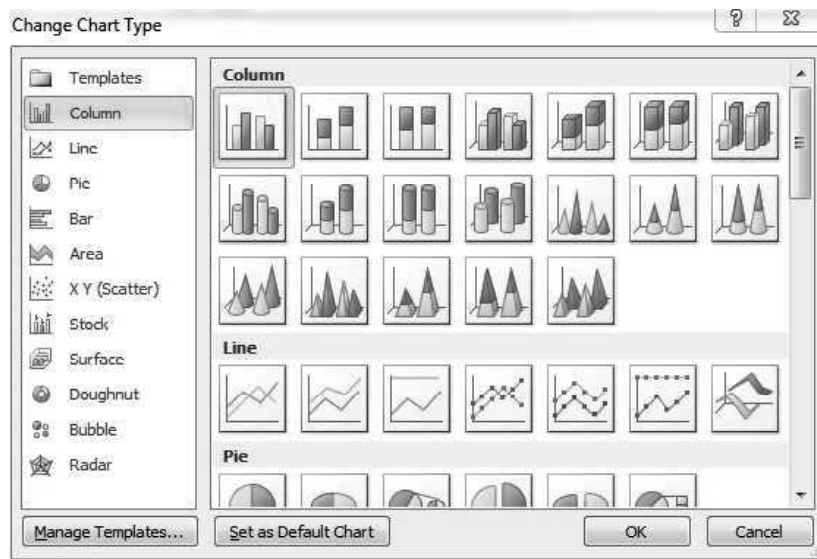 Change Chart Type
?
Templates
Column
Line
Pie
Bar
Area
X Y (Scatter)
Stock
Surface
Doughnut
Bubble
Radar
Column
Line
Pie
Manage Templates...
Set as Default Chart
OK
Cancel